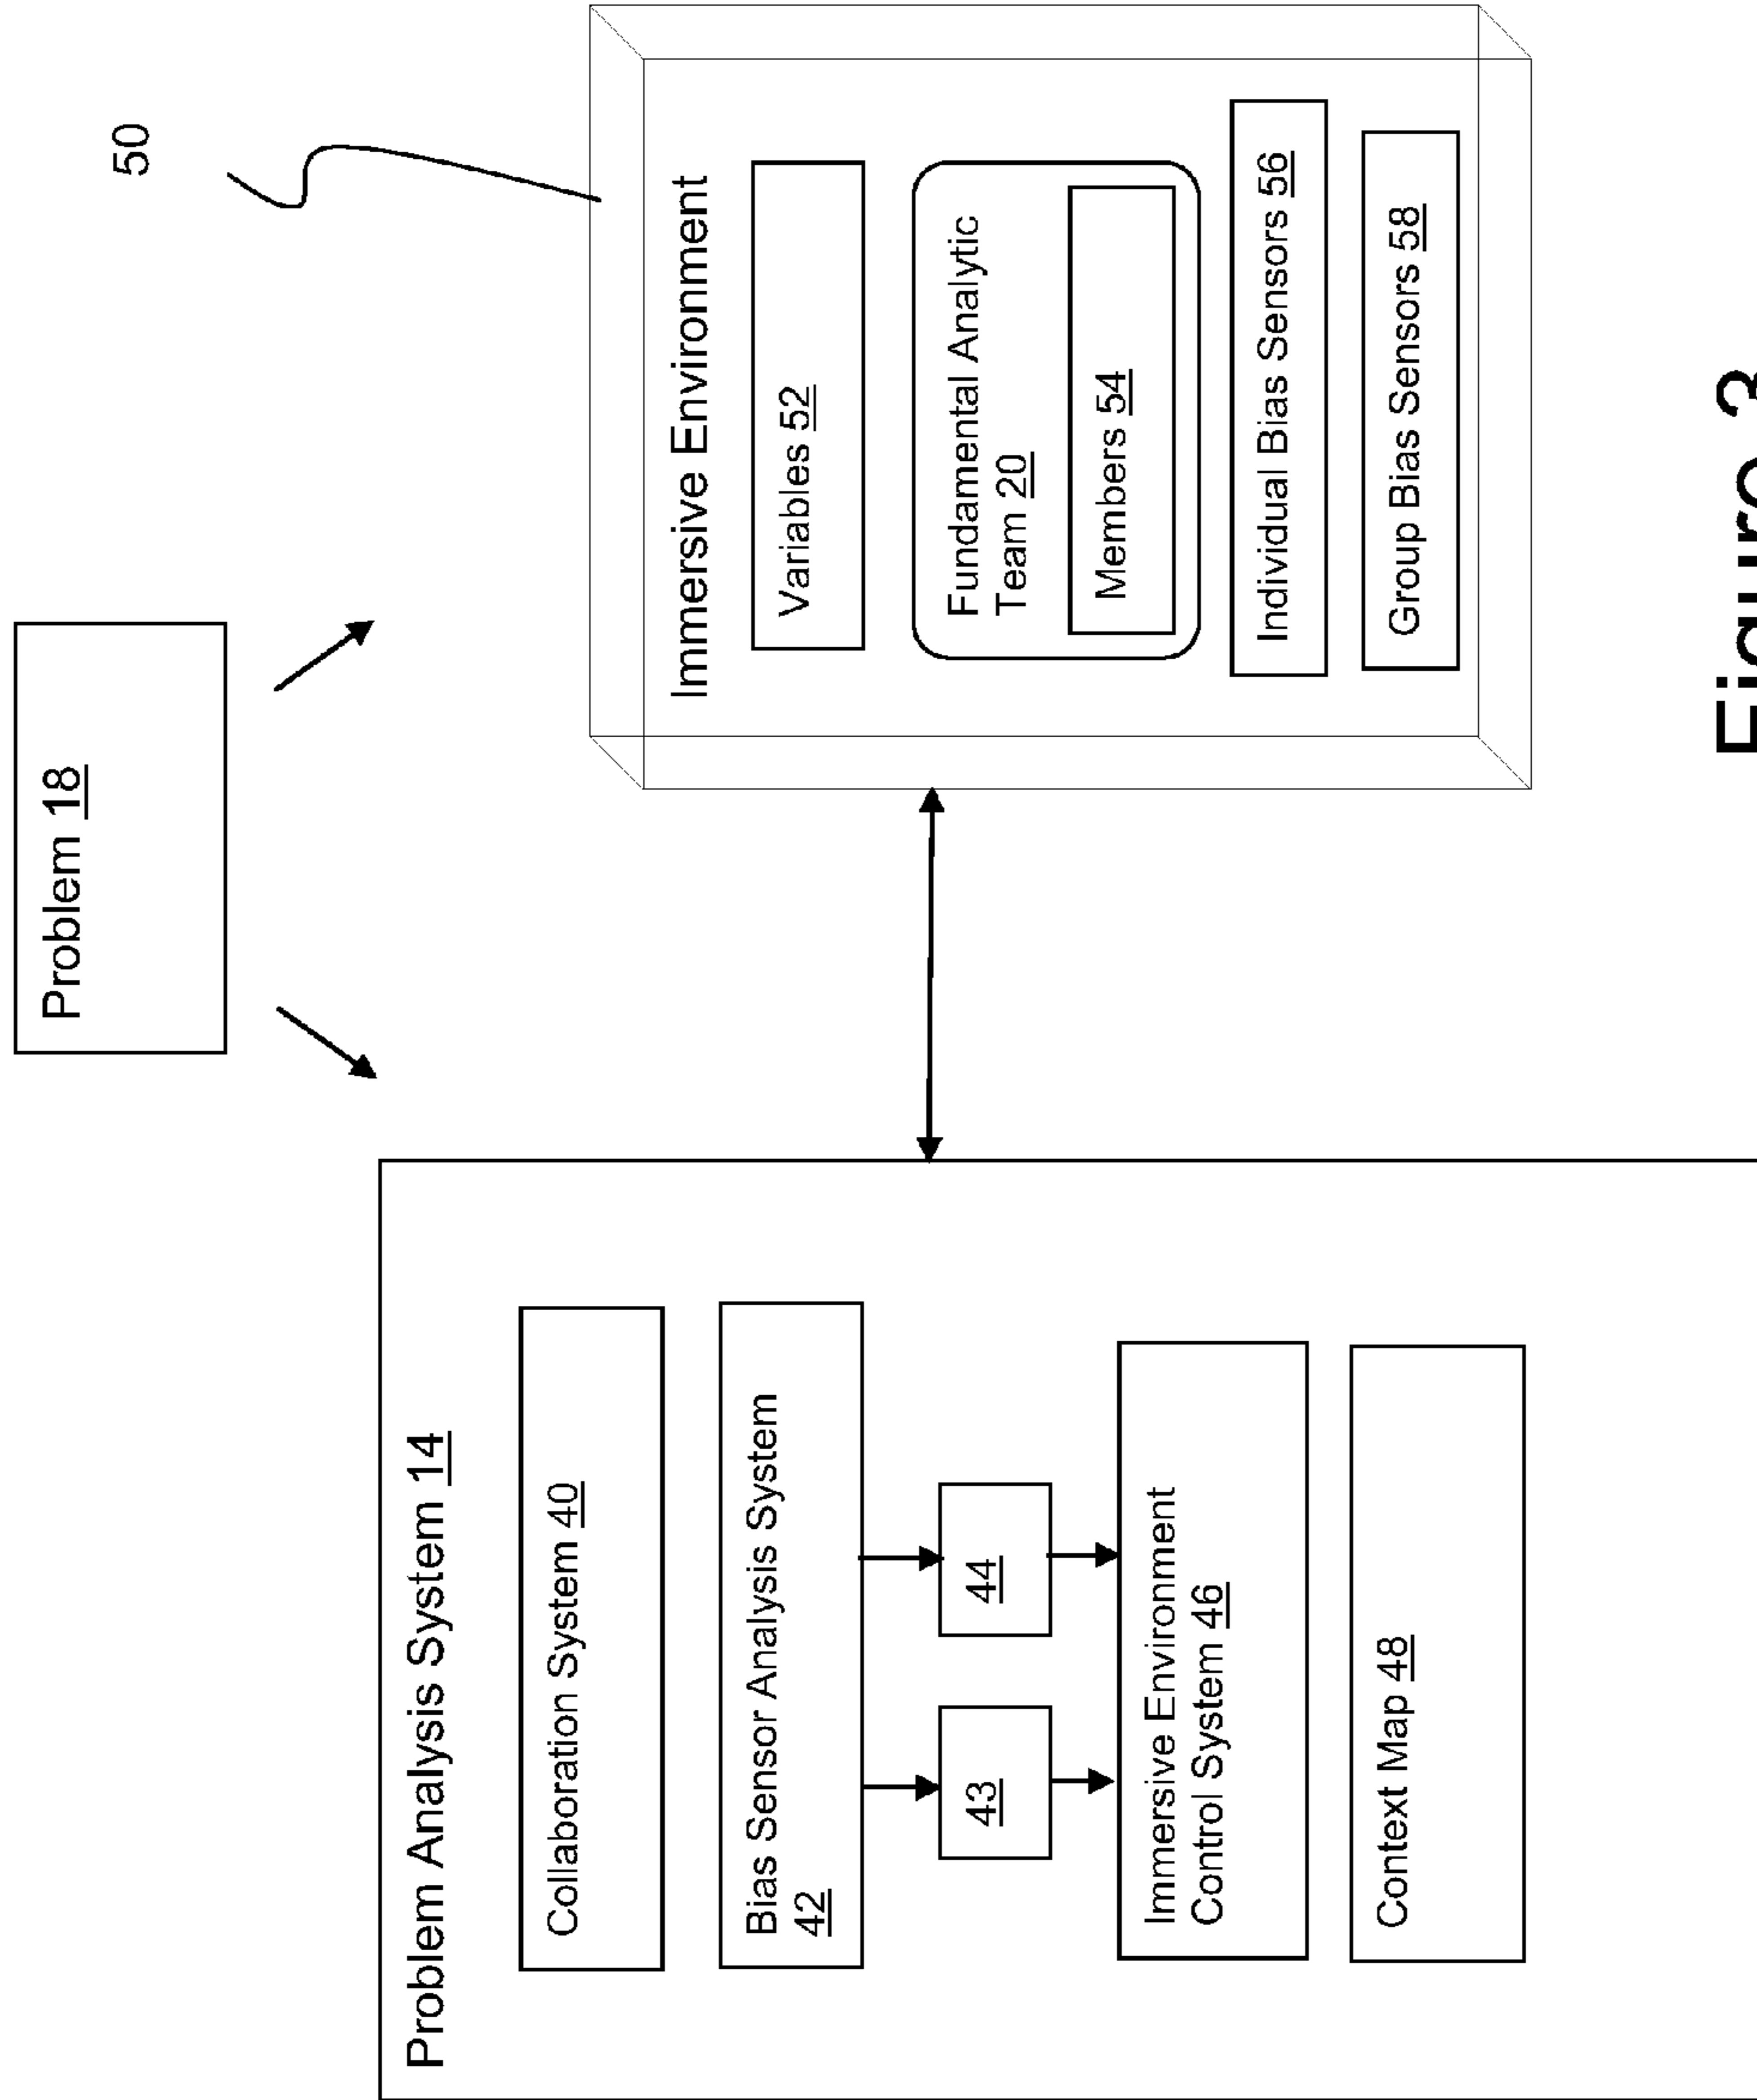 Problem 18
50
Problem Analysis System 14
Collaboration System 40
Bias Sensor Analysis System
42
43
44
Immersive Environment
Control System 46
Context Map 48
Immersive Environment
Variables 52
Fundamental Analytic
Team 20
Members 54
Individual Bias Sensors 56
Group Bias Sensors 58
Figure 3